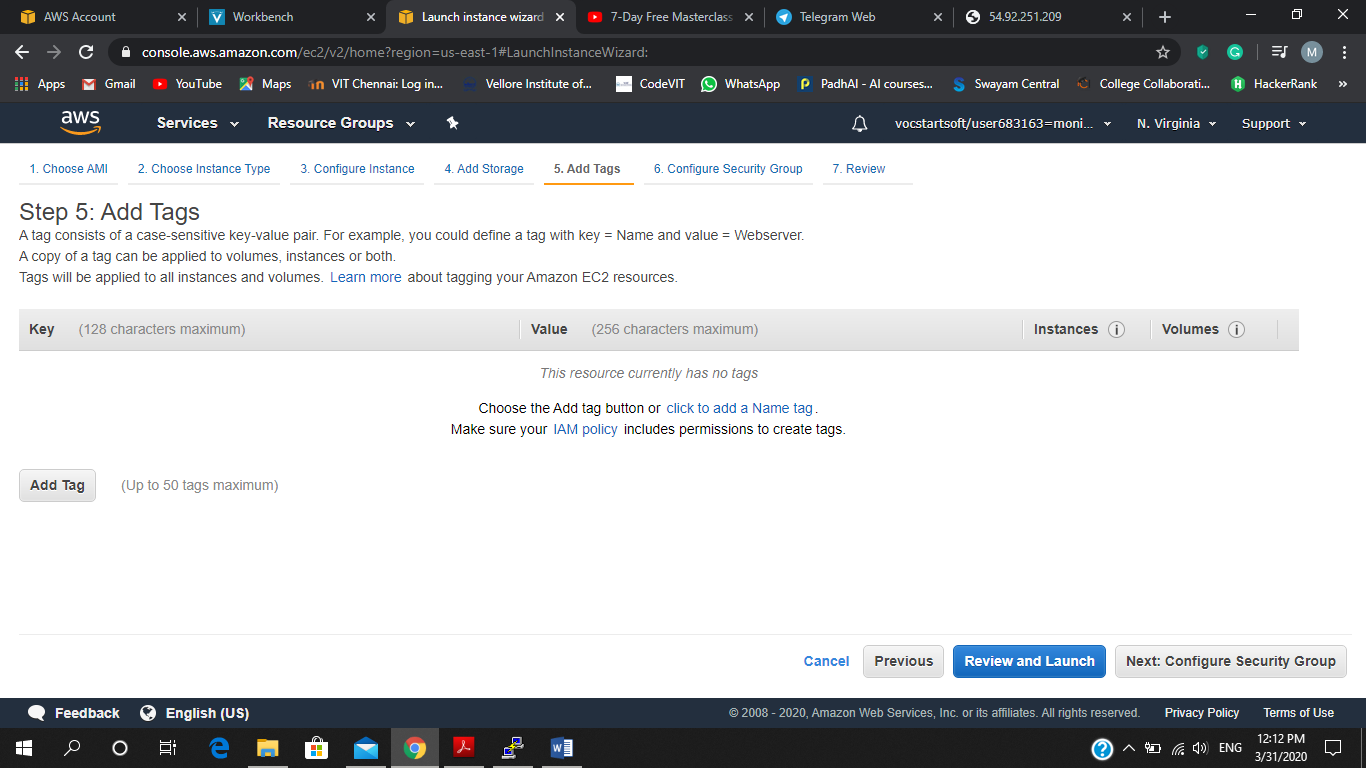 AWS Account
Workbench
Launch instance wizard
7-Day Free Masterclass
Telegram Web
54.92.251.209
console.aws.amazon.com/ec2/v2/home?region=us-east-1#LaunchInstanceWizard:
M
Apps
Gmail
YouTube
Maps
VIT Chennai: Log in...
Vellore Institute of...
CodeVIT
WhatsApp
PadhAI - AI courses...
Swayam Central
College Collaborati...
HackerRank
aws
Services
Resource Groups
vocstartsoft/user683163=moni...
N. Virginia
Support
1. Choose AMI
2. Choose Instance Type
3. Configure Instance
4. Add Storage
5. Add Tags
6. Configure Security Group
7. Review
Step 5: Add Tags
A tag consists of a case-sensitive key-value pair. For example, you could define a tag with key = Name and value = Webserver.
A copy of a tag can be applied to volumes, instances or both.
Tags will be applied to all instances and volumes. Learn more about tagging your Amazon EC2 resources.
Key (128 characters maximum)
Value (256 characters maximum)
Instances
Volumes
This resource currently has no tags
Choose the Add tag button or click to add a Name tag.
Make sure your IAM policy includes permissions to create tags.
Add Tag
(Up to 50 tags maximum)
Cancel
Previous
Review and Launch
Next: Configure Security Group
Feedback
English (US)
© 2008 - 2020, Amazon Web Services, Inc. or its affiliates. All rights reserved.
Privacy Policy
Terms of Use
ENG
12:12 PM
3/31/2020